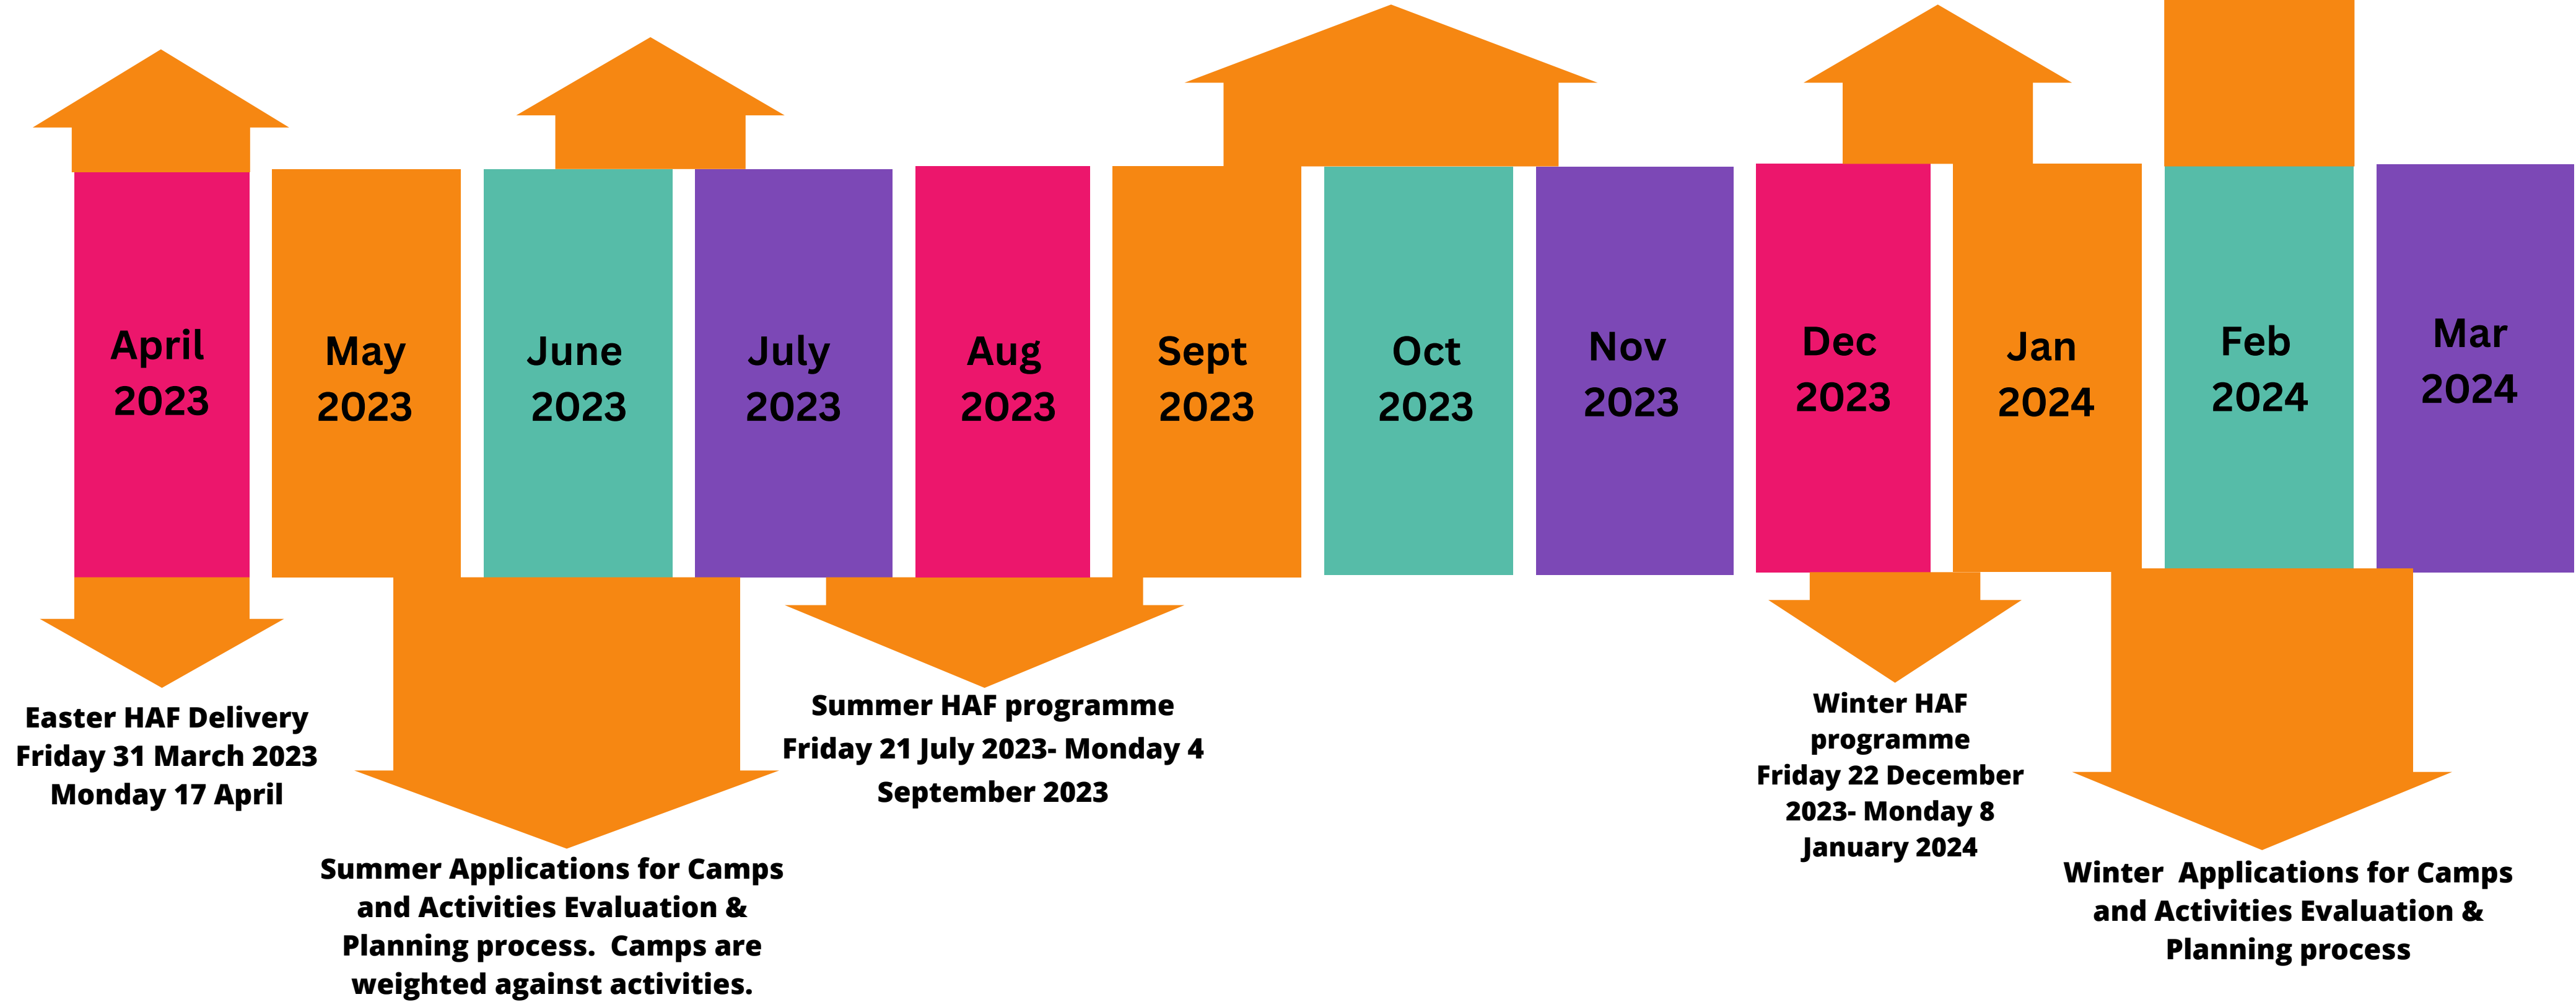 April
2023
May
2023
June
2023
July
2023
Aug
2023
Sept
2023
Oct
2023
Nov
2023
Dec
2023
Jan
2024
Feb
2024
Mar
2024
Easter HAF Delivery
Friday 31 March 2023
Monday 17 April
Summer Applications for Camps
and Activities Evaluation &
Planning process.  Camps are
weighted against activities.
Summer HAF programme
Friday 21 July 2023- Monday 4
September 2023
Winter HAF
programme
Friday 22 December
2023- Monday 8
January 2024
Winter  Applications for Camps
and Activities Evaluation &
Planning process